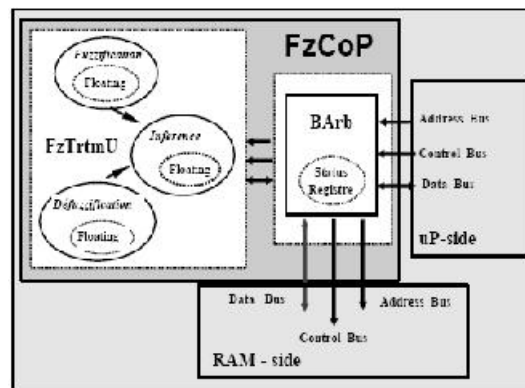 FzCoP
Fuzzification
Floating
FzTrtmU
Inference
Floating
Défuzzification
Floating
BArb
Status
Registre
Address Bus
Control Bus
Data Bus
uP-side
Data Bus
Address Bus
Control Bus
RAM - side